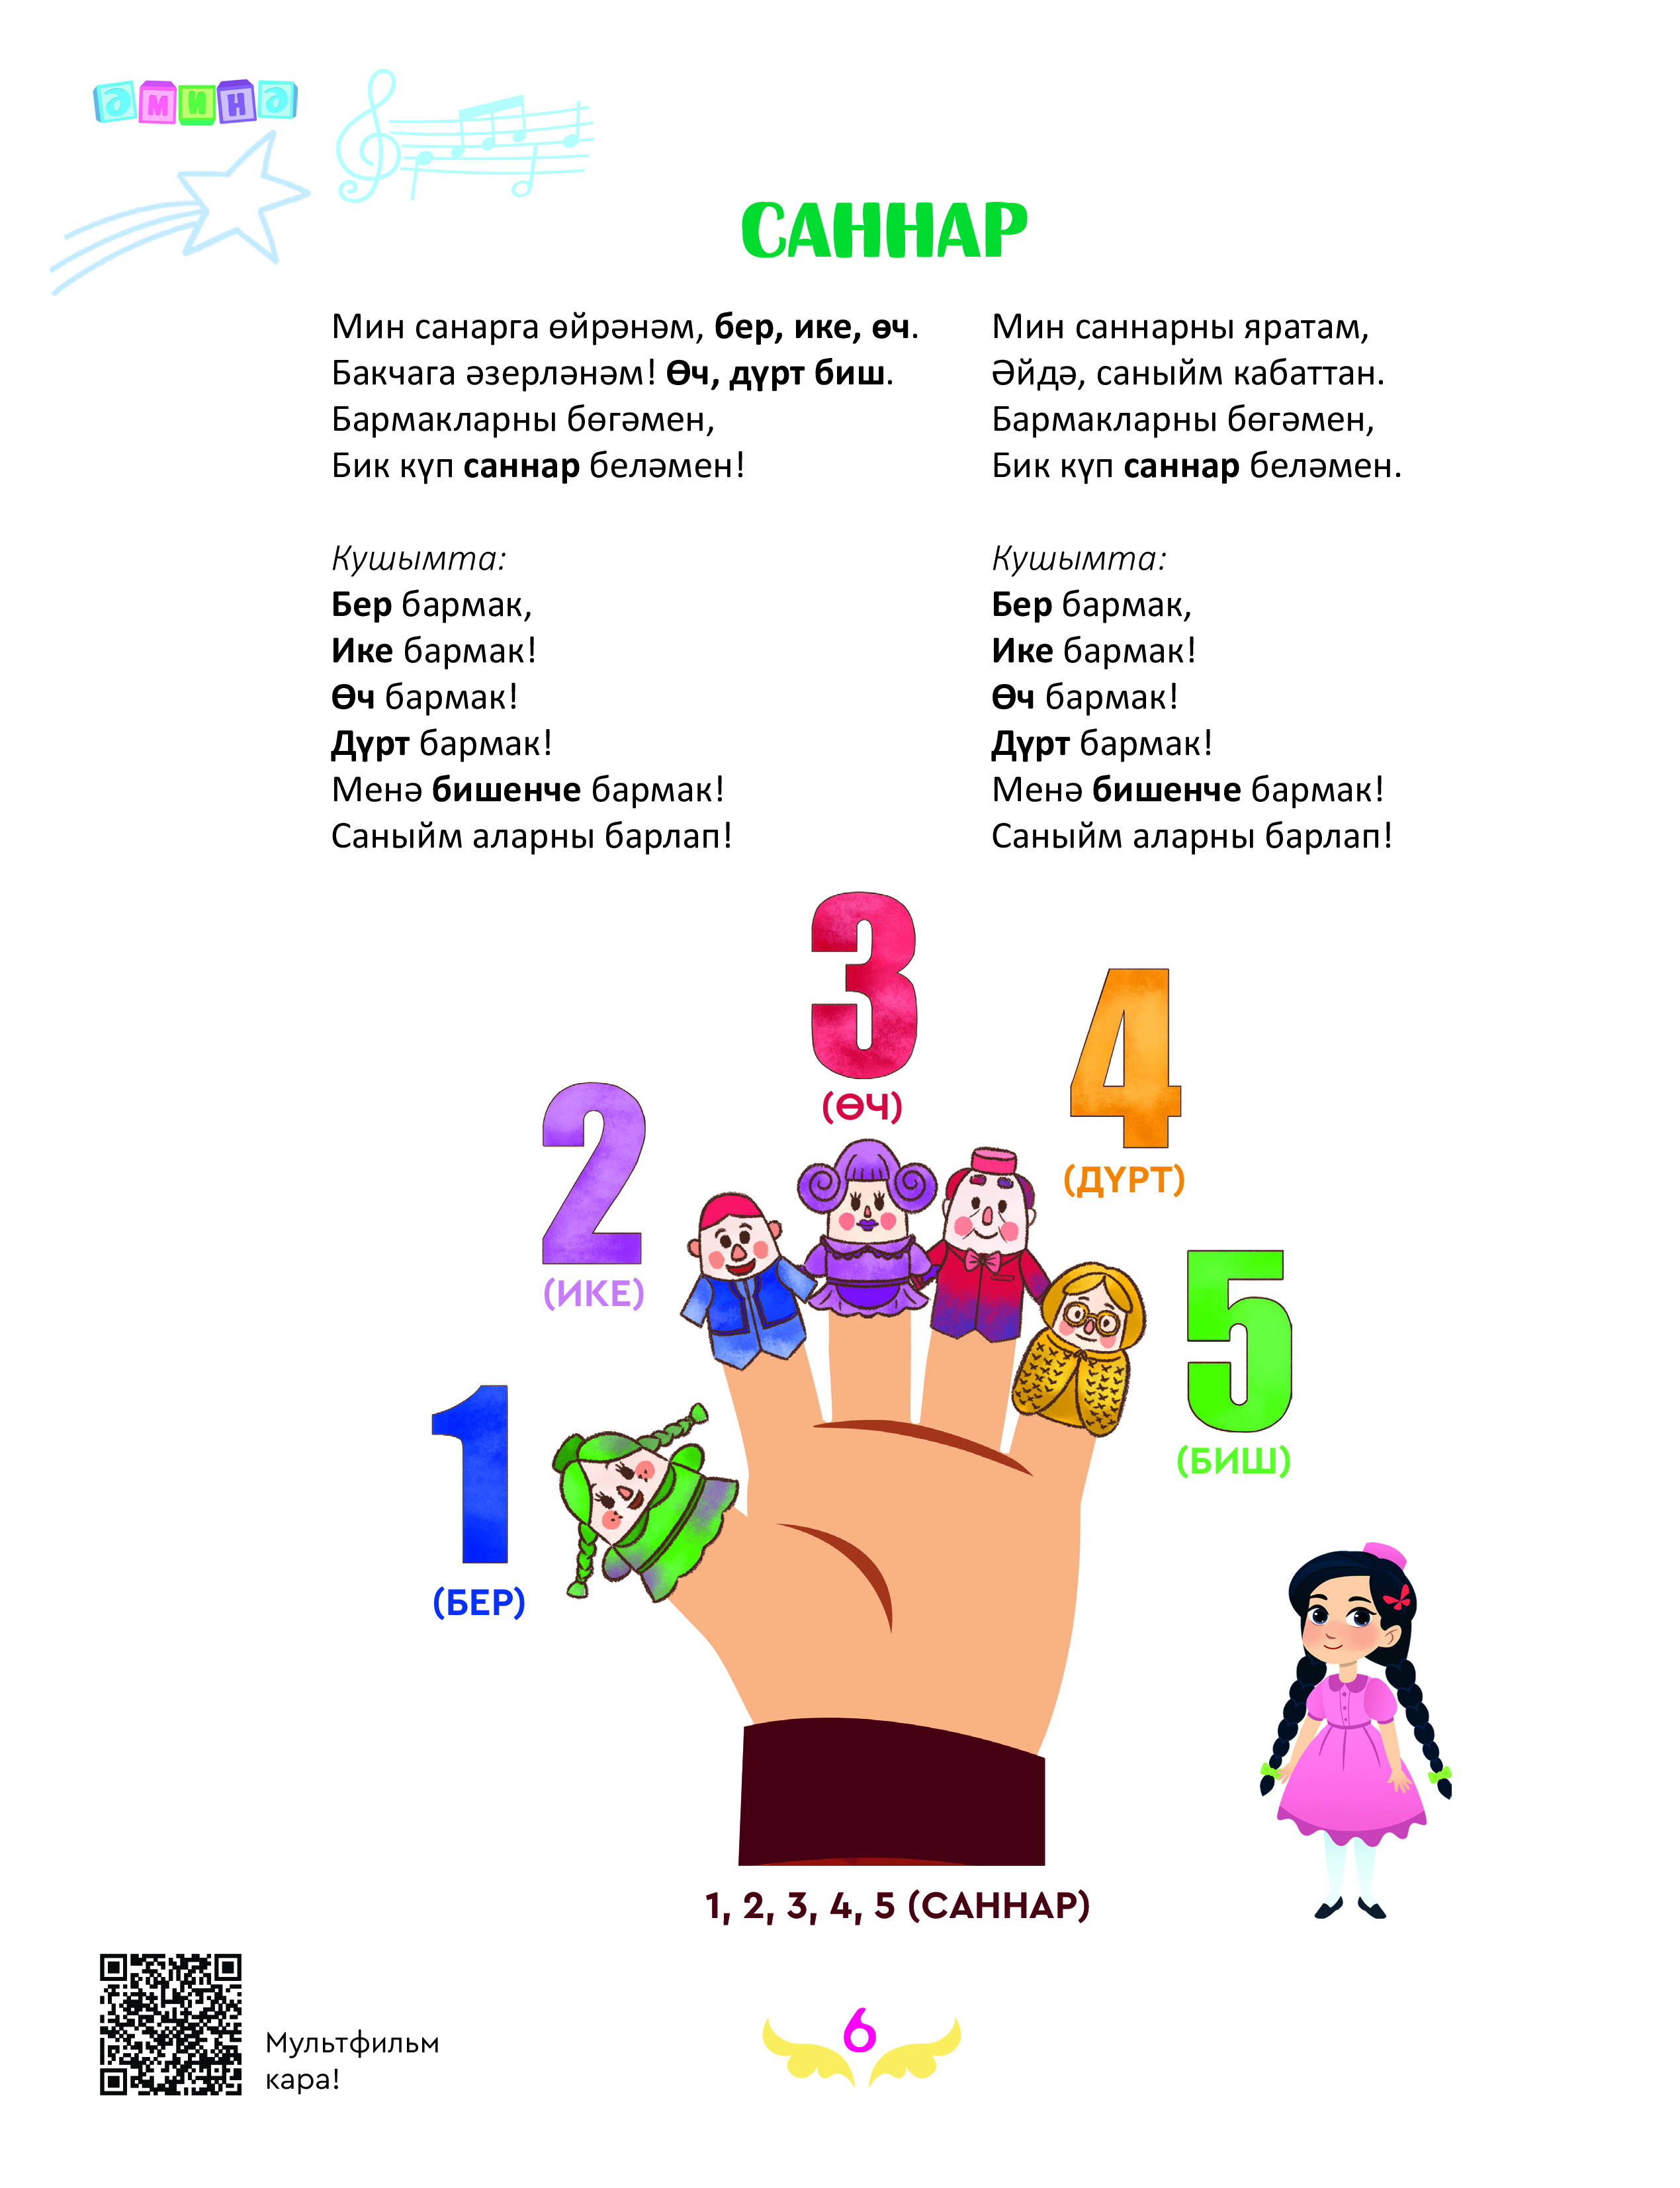 әминә
САННАР
Мин санарга өйрәнәм, бер, ике, өч.
Бакчага әзерләнәм! Өч, дүрт биш.
Бармакларны бөгәмен,
Бик күп саннар беләмен!
Кушымта:
Бер бармак,
Ике бармак!
Өч бармак!
Дүрт бармак!
Менә бишенче бармак!
Саныйм аларны барлап!
Мин саннарны яратам,
Әйдә, саныйм кабаттан.
Бармакларны бөгәмен,
Бик күп саннар беләмен.
Кушымта:
Бер бармак,
Ике бармак!
Өч бармак!
Дүрт бармак!
Менә бишенче бармак!
Саныйм аларны барлап!
3
(ӨЧ)
4
(ДҮРТ)
2
(ИКЕ)
5
(БИШ)
1
(БЕР)
1, 2, 3, 4, 5 (САННАР)
Мультфильм
кара!
6